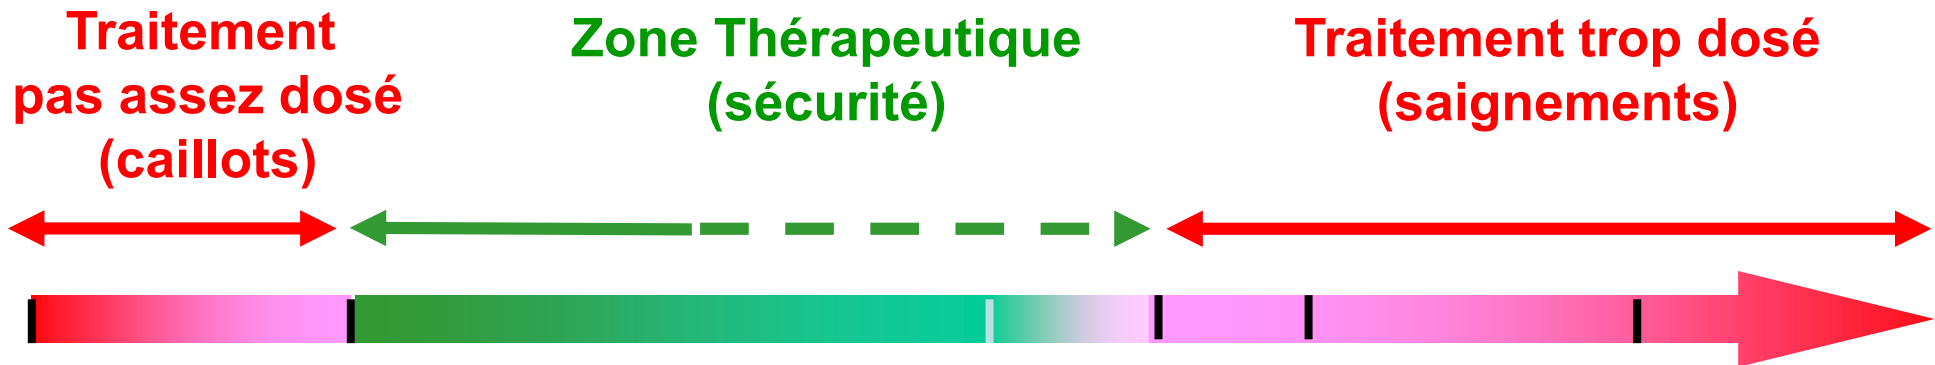 Traitement
pas assez dosé
(caillots)
Zone Thérapeutique
(sécurité)
Traitement trop dosé
(saignements)